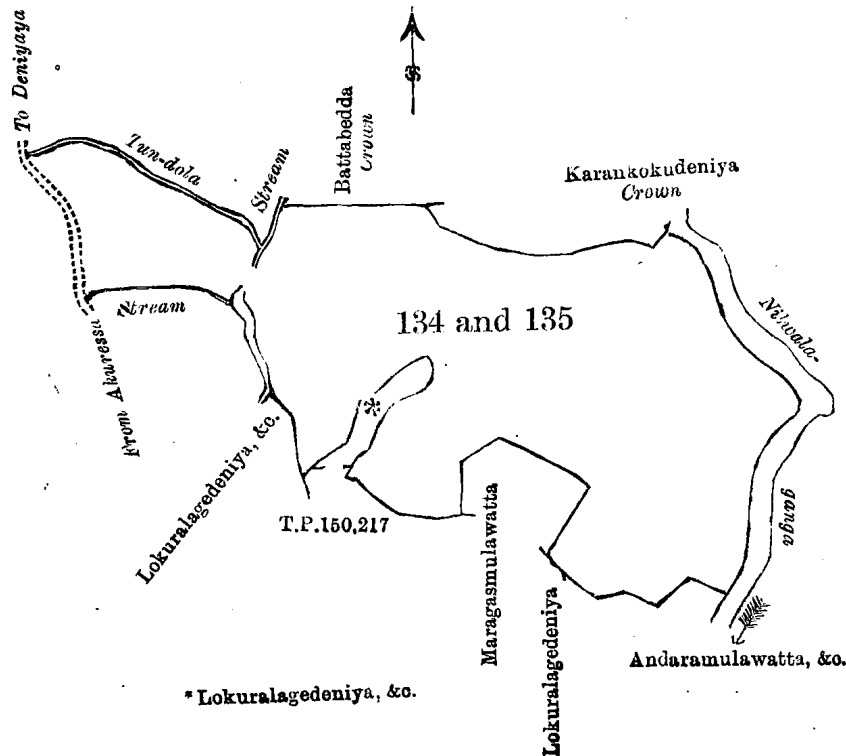 To Deniyaya
Tun-dola
Stream
Battabedda
Crown
Karankokudeniya
Crown
Stream
134 and 135
Nilwala-
From Akuressa
*
Lokuralagedeniya, &c.
T.P.150,217
ganga
Maragasmulawatta
Lokuralagedeniya
Andaramulawatta, &c.
* Lokuralagedeniya, &c.